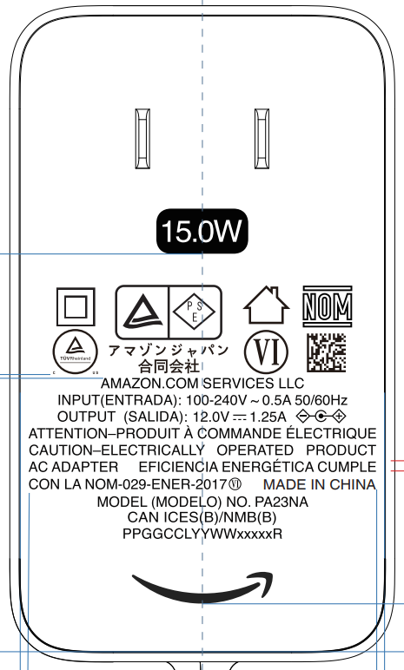 15.0W
NOM
P S E
TÜVRheinland
C US
アマゾンジャパン
合同会社
VI
AMAZON.COM SERVICES LLC
INPUT(ENTRADA): 100-240V ~ 0.5A 50/60Hz
OUTPUT (SALIDA): 12.0V ⎓ 1.25A
ATTENTION–PRODUIT À COMMANDE ÉLECTRIQUE
CAUTION–ELECTRICALLY OPERATED PRODUCT
AC ADAPTER EFICIENCIA ENERGÉTICA CUMPLE
CON LA NOM-029-ENER-2017 VI MADE IN CHINA
MODEL (MODELO) NO. PA23NA
CAN ICES(B)/NMB(B)
PPGGCCLYYWWxxxxxR